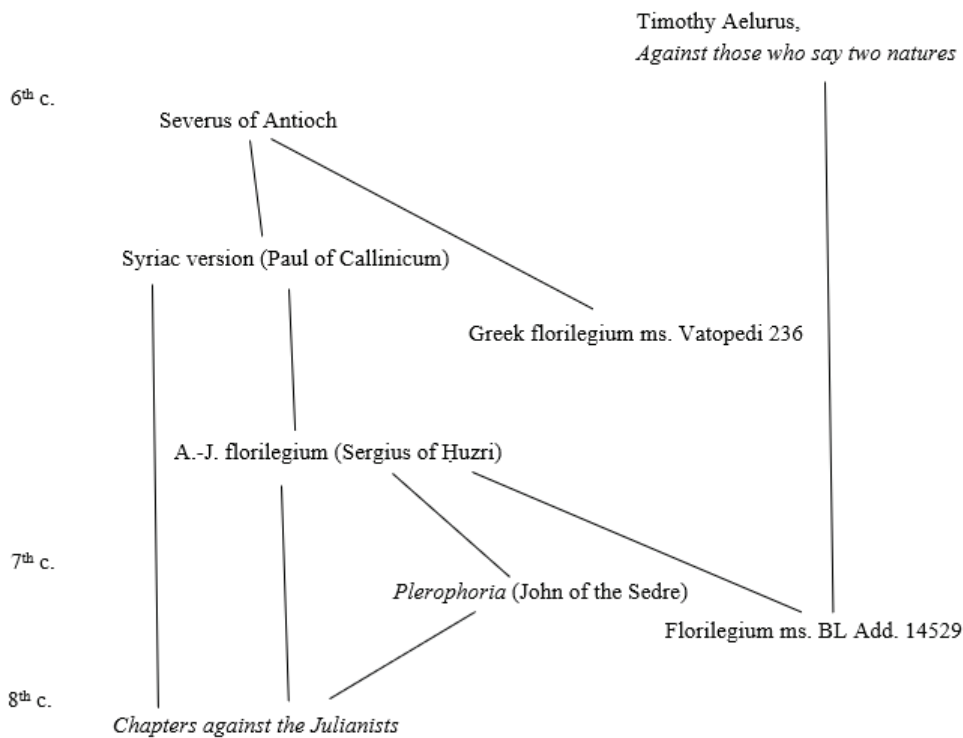 Timothy Aelurus,
Against those who say two natures
6th c.
Severus of Antioch
Syriac version (Paul of Callinicum)
Greek florilegium ms. Vatopedi 236
A.-J. florilegium (Sergius of Ḥuzri)
7th c.
Plerophoria (John of the Sedre)
Florilegium ms. BL Add. 14529
8th c.
Chapters against the Julianists